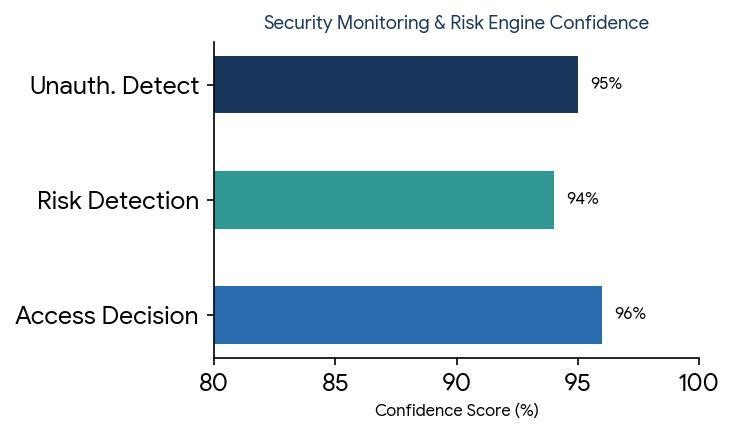 Security Monitoring & Risk Engine Confidence
Unauth. Detect
95%
Risk Detection
94%
Access Decision
96%
80 85 90 95 100
Confidence Score (%)